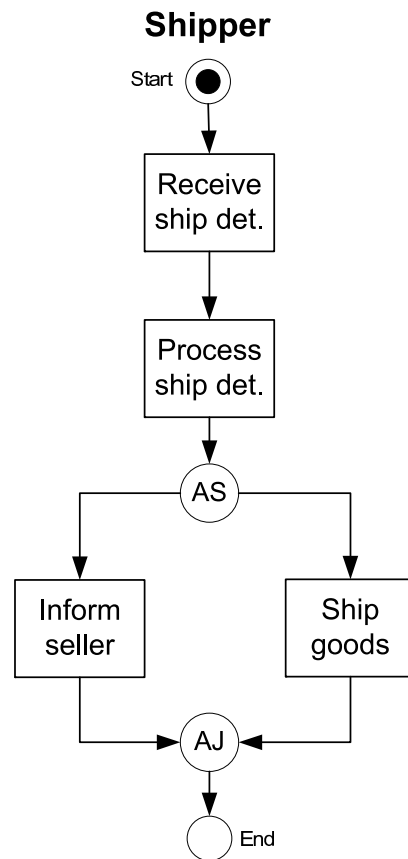 Shipper
Start
Receive
ship det.
Process
ship det.
AS
Inform
seller
Ship
goods
AJ
End